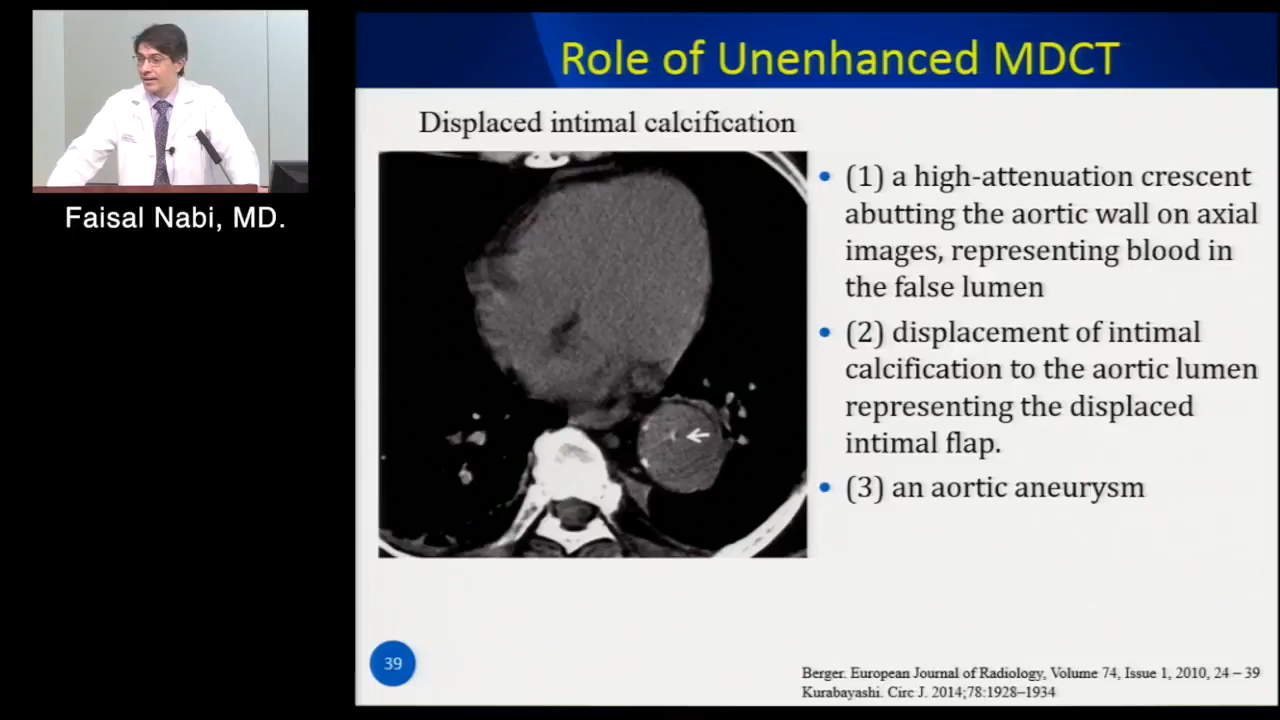 Role of Unenhanced MDCT
Displaced intimal calcification
Faisal Nabi, MD.
• (1) a high-attenuation crescent
abutting the aortic wall on axial
images, representing blood in
the false lumen
• (2) displacement of intimal
calcification to the aortic lumen
representing the displaced
intimal flap.
• (3) an aortic aneurysm
39
Berger. European Journal of Radiology, Volume 74, Issue 1, 2010, 24 – 39
Kurabayashi. Circ J. 2014;78:1928–1934